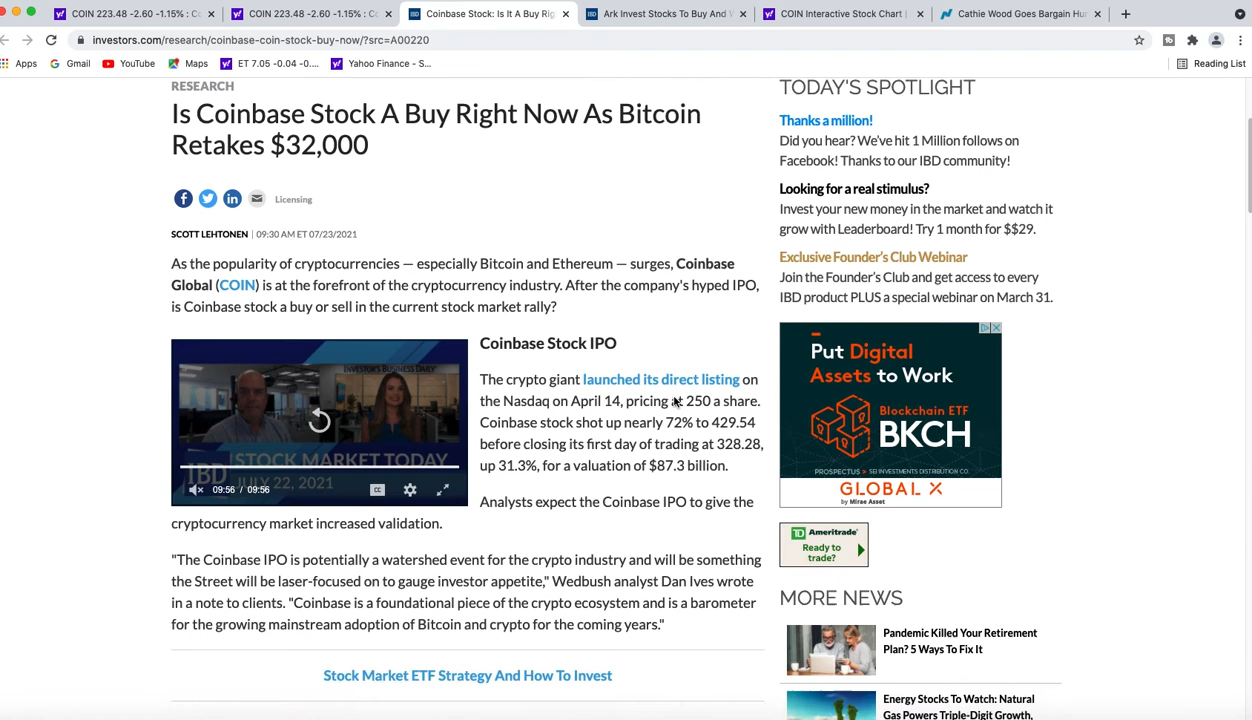 COIN 223.48 -2.60 -1.15% : C
COIN 223.48 -2.60 -1.15% : C
Coinbase Stock: Is It A Buy Rig
Ark Invest Stocks To Buy And
COIN Interactive Stock Chart |
Cathie Wood Goes Bargain Hu
investors.com/research/coinbase-coin-stock-buy-now/?src=A00220
Apps
Gmail
YouTube
Maps
ET 7.05 -0.04 -0....
Yahoo Finance - S...
Reading List
RESEARCH
Is Coinbase Stock A Buy Right Now As Bitcoin
Retakes $32,000
Licensing
SCOTT LEHTONEN | 09:30 AM ET 07/23/2021
As the popularity of cryptocurrencies — especially Bitcoin and Ethereum — surges, Coinbase
Global (COIN) is at the forefront of the cryptocurrency industry. After the company's hyped IPO,
is Coinbase stock a buy or sell in the current stock market rally?
INVESTOR'S BUSINESS DAILY
STOCK MARKET TODAY
IBD
JULY 22, 2021
09:56 / 09:56
CC
Coinbase Stock IPO
The crypto giant launched its direct listing on
the Nasdaq on April 14, pricing at 250 a share.
Coinbase stock shot up nearly 72% to 429.54
before closing its first day of trading at 328.28,
up 31.3%, for a valuation of $87.3 billion.
Analysts expect the Coinbase IPO to give the
cryptocurrency market increased validation.
"The Coinbase IPO is potentially a watershed event for the crypto industry and will be something
the Street will be laser-focused on to gauge investor appetite," Wedbush analyst Dan Ives wrote
in a note to clients. "Coinbase is a foundational piece of the crypto ecosystem and is a barometer
for the growing mainstream adoption of Bitcoin and crypto for the coming years."
Stock Market ETF Strategy And How To Invest
TODAY'S SPOTLIGHT
Thanks a million!
Did you hear? We've hit 1 Million follows on
Facebook! Thanks to our IBD community!
Looking for a real stimulus?
Invest your new money in the market and watch it
grow with Leaderboard! Try 1 month for $$29.
Exclusive Founder's Club Webinar
Join the Founder's Club and get access to every
IBD product PLUS a special webinar on March 31.
Put Digital
Assets to Work
Blockchain ETF
BKCH
PROSPECTUS > SEI INVESTMENTS DISTRIBUTION CO.
GLOBAL X
by Mirae Asset
TD Ameritrade
Ready to
trade?
MORE NEWS
Pandemic Killed Your Retirement
Plan? 5 Ways To Fix It
Energy Stocks To Watch: Natural
Gas Powers Triple-Digit Growth,